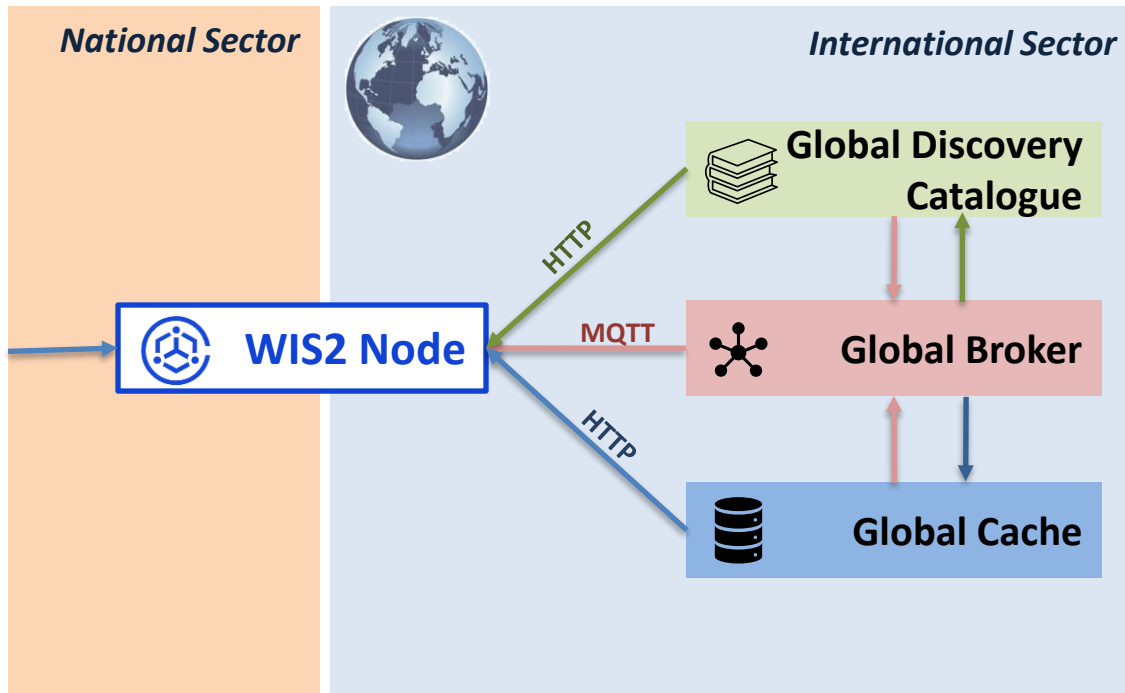 National Sector
International Sector
Global Discovery
Catalogue
HTTP
WIS2 Node
MQTT
Global Broker
HTTP
Global Cache